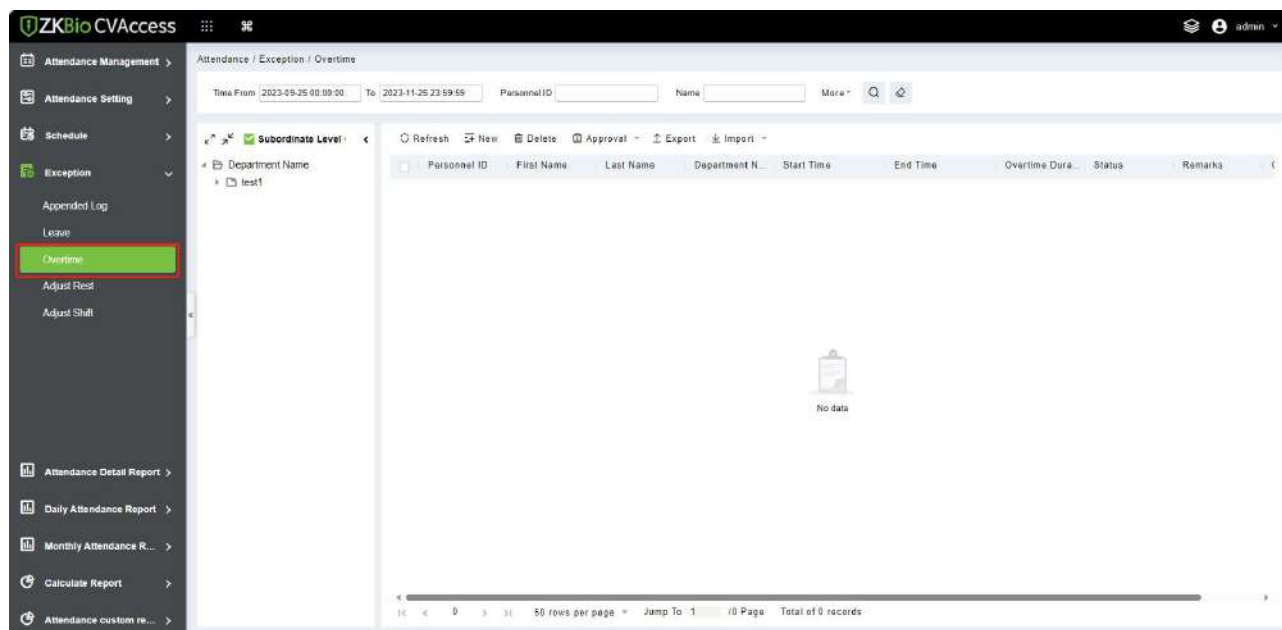 ZKBio CVAccess
admin
Attendance Management
Attendance Setting
Schedule
Exception
Appended Log
Leave
Overtime
Adjust Rest
Adjust Shift
Attendance Detail Report
Daily Attendance Report
Monthly Attendance R...
Calculate Report
Attendance custom re...
Attendance / Exception / Overtime
Time From 2023-09-25 00:00:00 To 2023-11-25 23:59:59 Personnel ID Name More
Subordinate Level
Department Name
test1
Refresh New Delete Approval Export Import
Personnel ID First Name Last Name Department N... Start Time End Time Overtime Dura... Status Remarks
No data
0 50 rows per page Jump To 1 /0 Page Total of 0 records